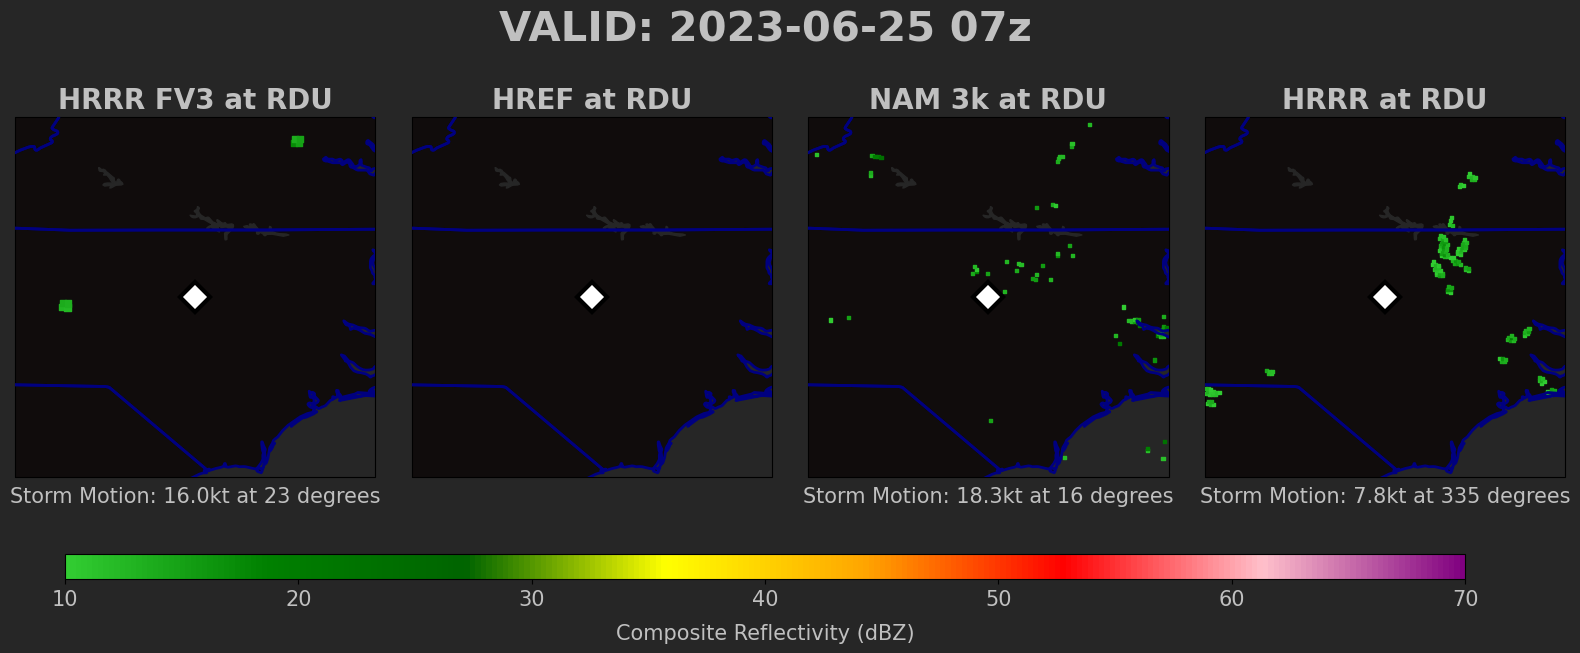 VALID: 2023-06-25 07z
HRRR FV3 at RDU
HREF at RDU
NAM 3k at RDU
HRRR at RDU
Storm Motion: 16.0kt at 23 degrees
Storm Motion: 18.3kt at 16 degrees
Storm Motion: 7.8kt at 335 degrees
10 20 30 40 50 60 70
Composite Reflectivity (dBZ)